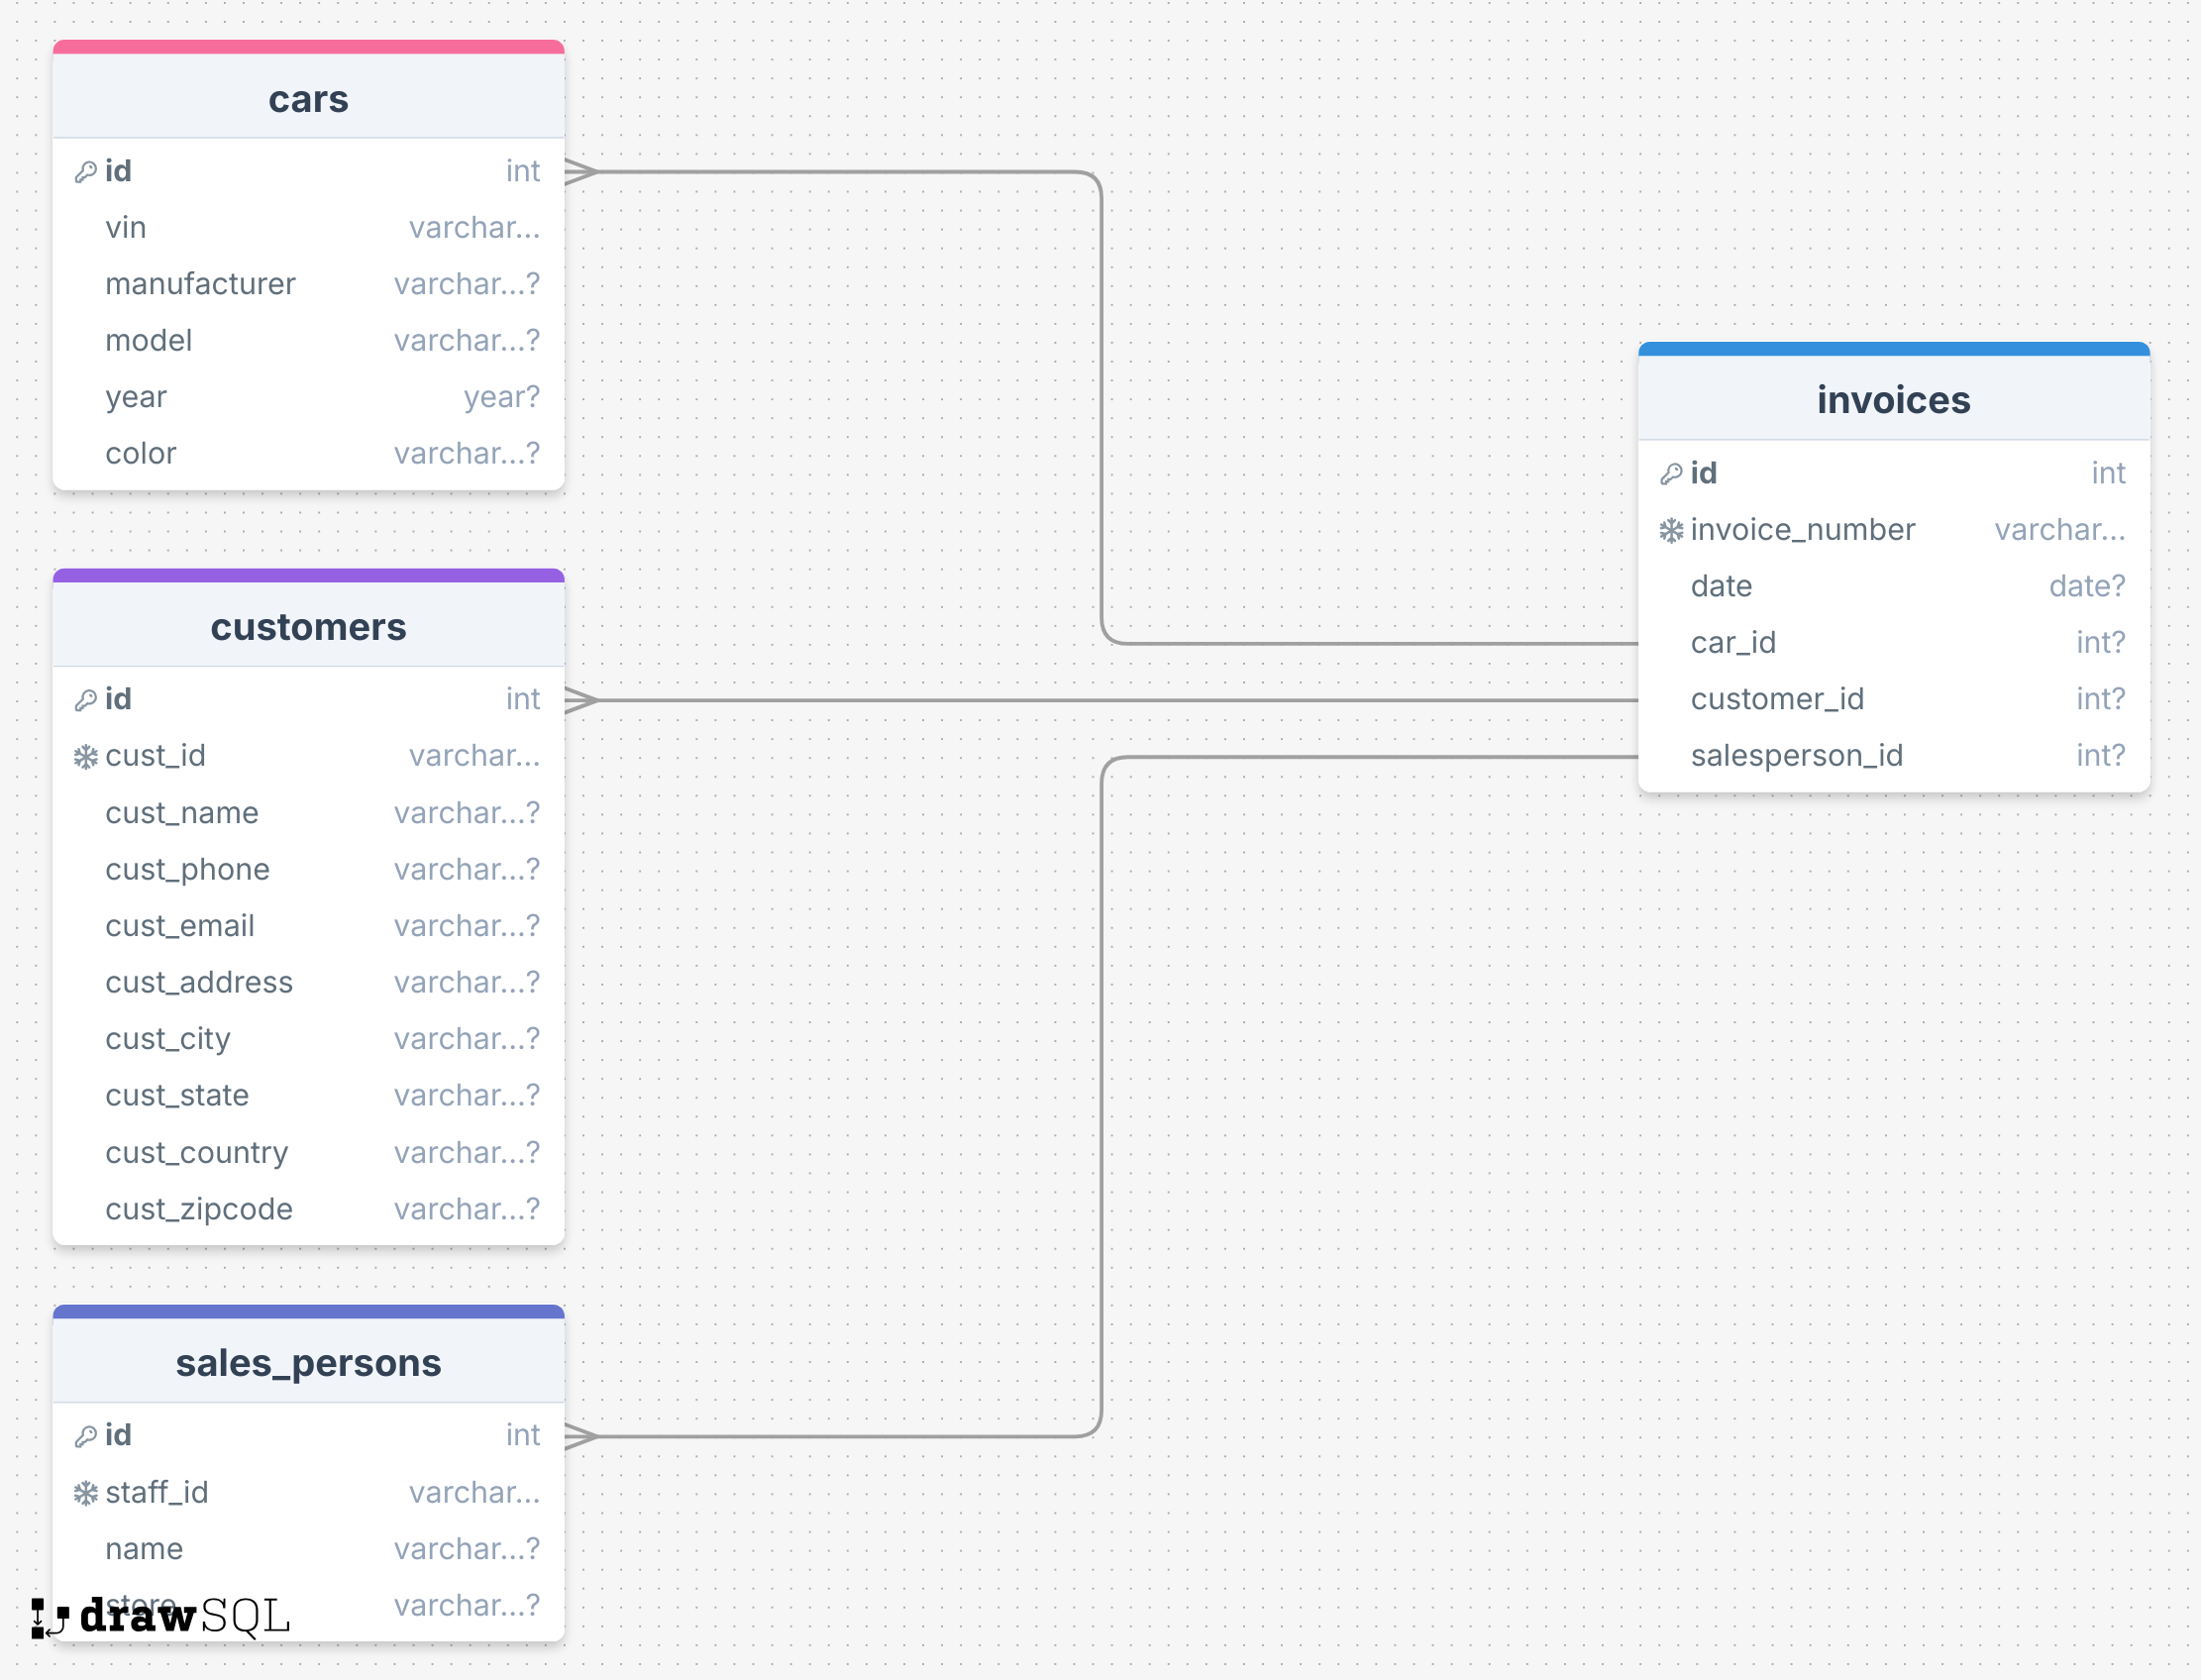 cars
id int
vin varchar...
manufacturer varchar...?
model varchar...?
year year?
color varchar...?
customers
id int
cust_id varchar...
cust_name varchar...?
cust_phone varchar...?
cust_email varchar...?
cust_address varchar...?
cust_city varchar...?
cust_state varchar...?
cust_country varchar...?
cust_zipcode varchar...?
sales_persons
id int
staff_id varchar...
name varchar...?
store varchar...?
drawSQL
invoices
id int
invoice_number varchar...
date date?
car_id int?
customer_id int?
salesperson_id int?